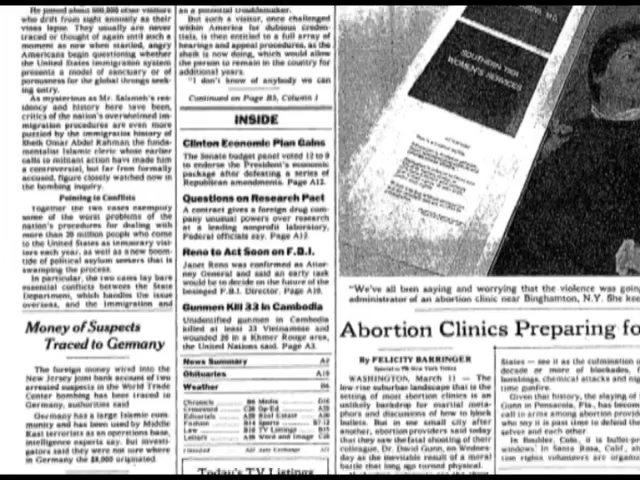 He joined about 500,000 other visitors
who drift from sight annually as their
visas lapse. They usually are never
traced or thought of again until such a
moment as now when startled, angry
Americans begin questioning whether
the United States immigration system
presents a model of sanctuary or of
porousness for the global throngs seek-
ing entry.
As mysterious as Mr. Salameh's res-
idency and history here have been,
critics of the nation's overwhelmed im-
migration procedures are even more
puzzled by the immigration history of
Sheik Omar Abdel Rahman, the funda-
mentalist Islamic cleric whose earlier
calls to militant action have made him
a controversial, but far from formally
accused, figure closely watched now in
the bombing inquiry.
Pointing to Conflicts
Together the two cases exemplify
some of the worst problems of the
nation's procedures for dealing with
more than 20 million people who come
to the United States as temporary visi-
tors each year, as well as a new boom-
tide of political asylum seekers that is
swamping the process.
In particular, the two cases lay bare
essential conflicts between the State
Department, which handles the issue
overseas, and the Immigration and
Money of Suspects
Traced to Germany
The foreign money wired into the
New Jersey joint bank account of two
arrested suspects in the World Trade
Center bombing has been traced to
Germany, authorities said
Germany has a large Islamic com-
munity and has been used by Middle
East terrorists as an operations base,
intelligence experts say. But investi-
gators said they were not sure where
in Germany the $8,000 originated.
as a potential troublemaker.
But such a visitor, once challenged
within America for dubious creden-
tials, is then entitled to a full array of
hearings and appeal procedures, as the
sheik is now doing, which would allow
the person to remain in the country for
additional years.
"I don't know of anybody we can
Continued on Page B3, Column 1
INSIDE
Clinton Economic Plan Gains
The Senate budget panel voted 12 to 9
to endorse the President's economic
package after defeating a series of
Republican amendments. Page A12.
Questions on Research Pact
A contract gives a foreign drug com-
pany unusual powers over research
at a leading nonprofit laboratory,
Federal officials say. Page A17.
Reno to Act Soon on F.B.I.
Janet Reno was confirmed as Attor-
ney General and said an early task
would be to decide on the future of the
besieged F.B.I. Director. Page A18.
Gunmen Kill 33 in Cambodia
Unidentified gunmen in Cambodia
killed at least 33 Vietnamese and
wounded 20 in a Khmer Rouge area,
the United Nations said. Page A3.
News Summary A2
Obituaries A19
Weather
Today's TV Listings
SOUTHERN TIER
WOMEN'S SERVICES
"We've all been saying and worrying that the violence was going
administrator of an abortion clinic near Binghamton, N.Y. She kee
Abortion Clinics Preparing fo
By FELICITY BARRINGER
Special to The New York Times
WASHINGTON, March 11 — The
low-rise suburban landscape that is the
setting of most abortion clinics is an
unlikely backdrop for martial meta-
phors and discussions of how to block
bullets. But in one small city after
another, abortion providers said today
that they saw the fatal shooting of their
colleague, Dr. David Gunn, on Wednes-
day as the inevitable result of a moral
battle that long ago turned physical.
States — see it as the culmination o
decade or more of blockades, f
bombings, chemical attacks and
time gunfire.
Given that history, the slaying of
Gunn in Pensacola, Fla., has become
call to arms among abortion provid
who say it is past time to defend the
selves and each other
In Boulder, Colo., it is bullet-pr
windows. In Santa Rosa, Calif.,
tion rights volunteers are organiz